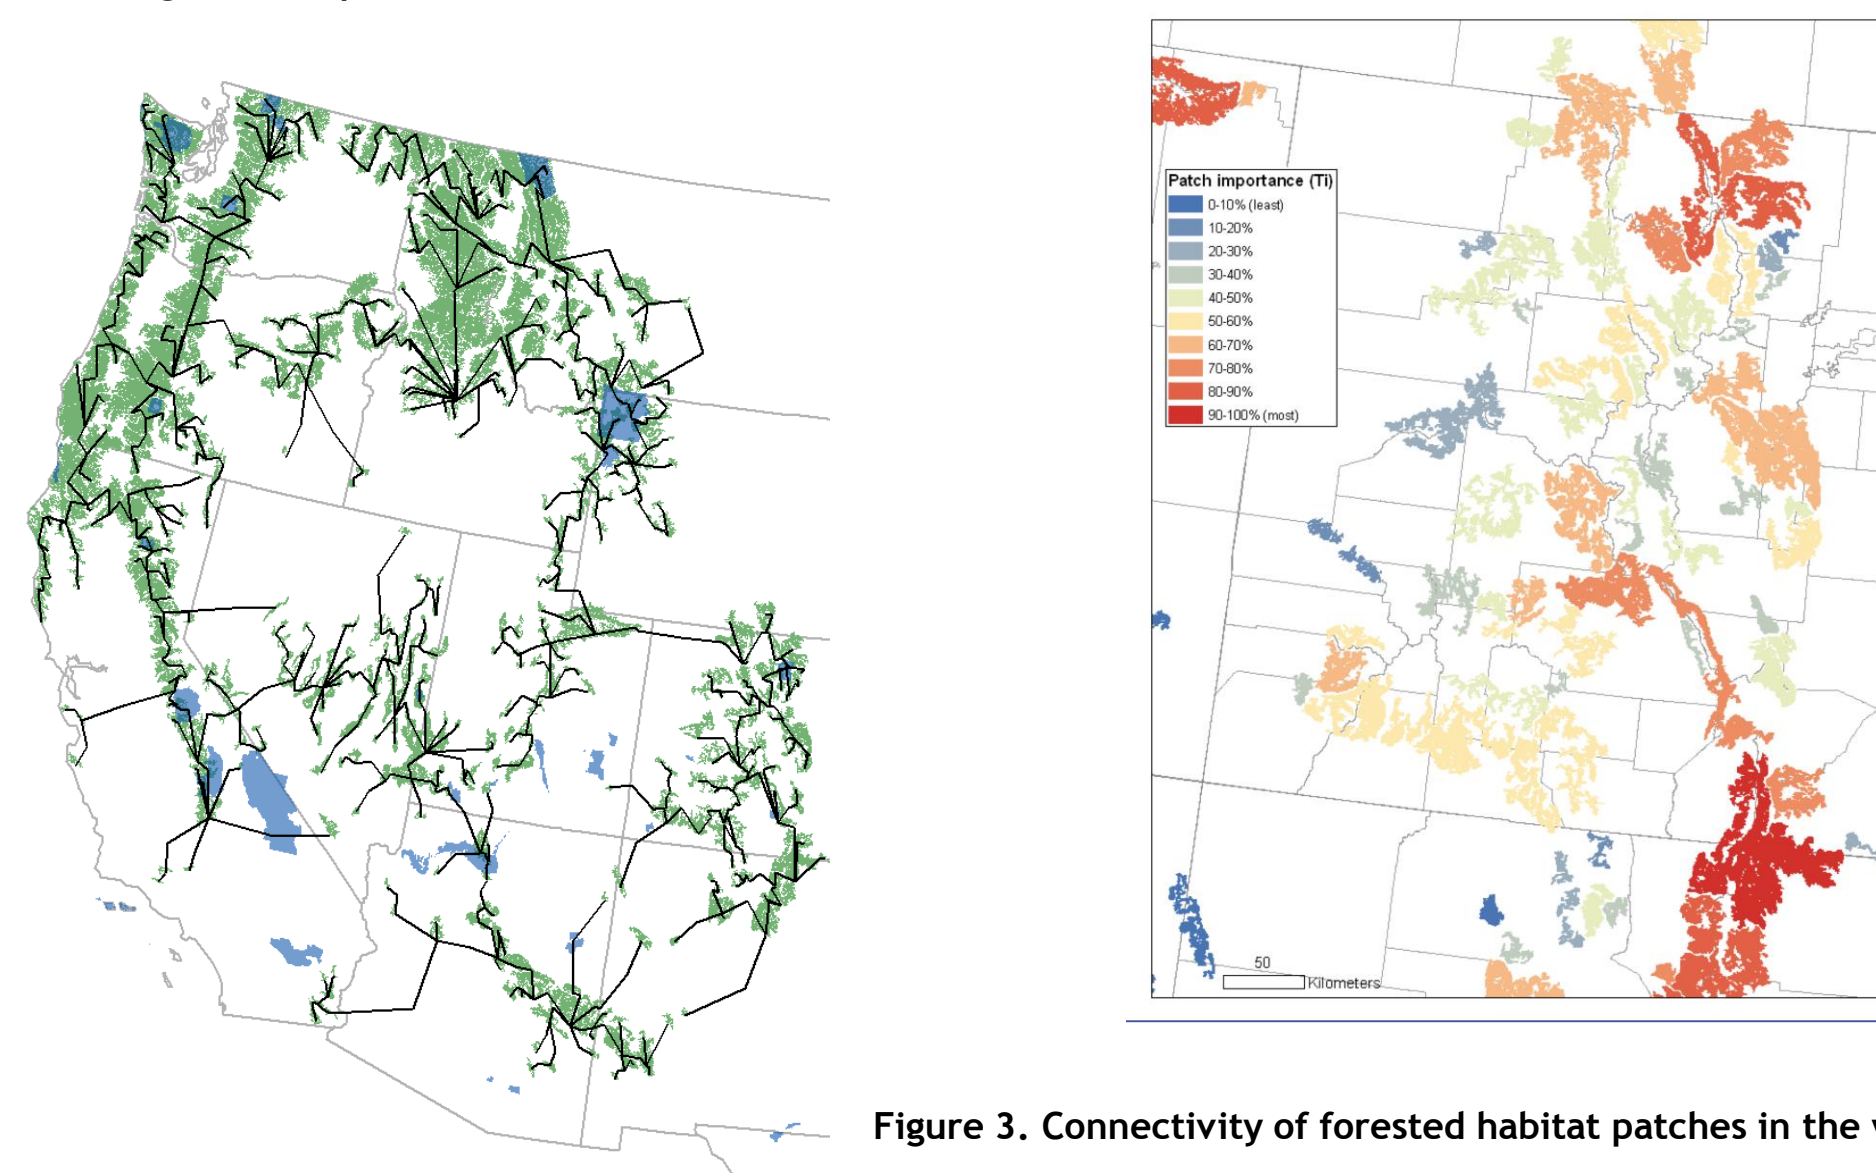 Patch importance (Ti)
0-10% (least)
10-20%
20-30%
30-40%
40-50%
50-60%
60-70%
70-80%
80-90%
90-100% (most)
50
Kilometers
Figure 3. Connectivity of forested habitat patches in the